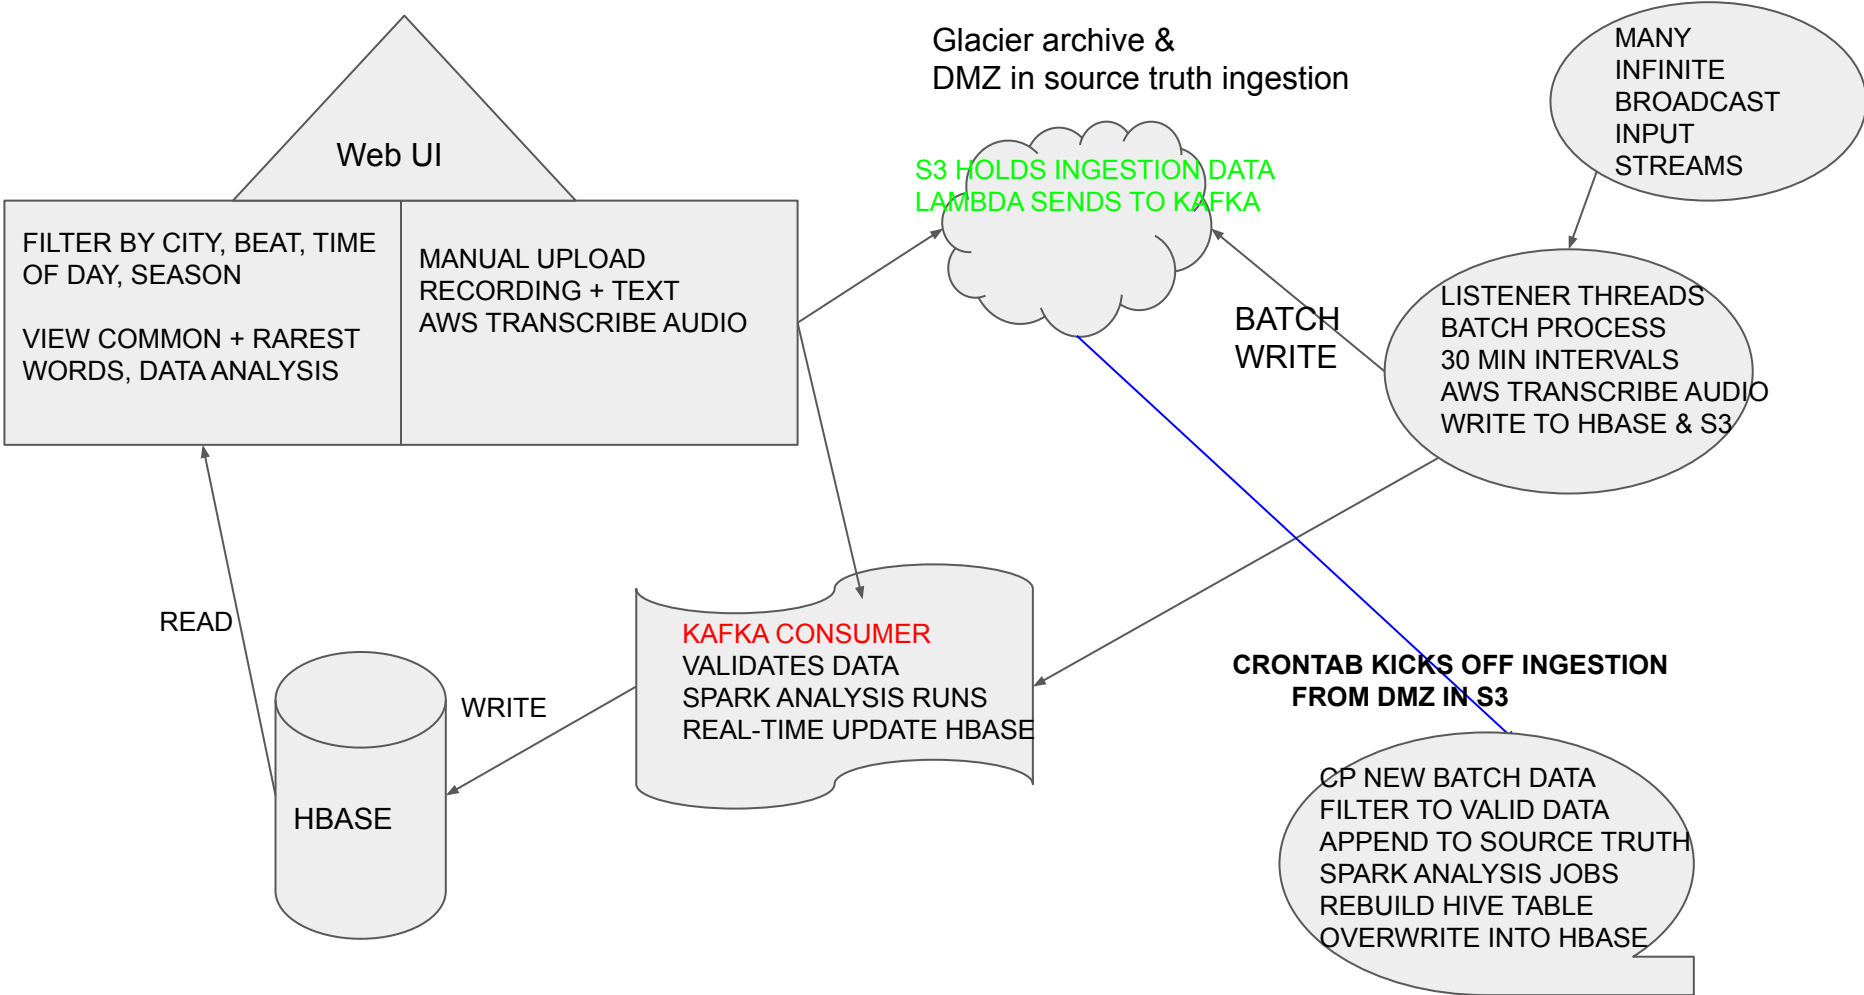 Glacier archive &
DMZ in source truth ingestion
MANY
INFINITE
BROADCAST
INPUT
STREAMS
Web UI
S3 HOLDS INGESTION DATA
LAMBDA SENDS TO KAFKA
FILTER BY CITY, BEAT, TIME
OF DAY, SEASON
VIEW COMMON + RAREST
WORDS, DATA ANALYSIS
MANUAL UPLOAD
RECORDING + TEXT
AWS TRANSCRIBE AUDIO
BATCH
WRITE
LISTENER THREADS
BATCH PROCESS
30 MIN INTERVALS
AWS TRANSCRIBE AUDIO
WRITE TO HBASE & S3
READ
WRITE
HBASE
KAFKA CONSUMER
VALIDATES DATA
SPARK ANALYSIS RUNS
REAL-TIME UPDATE HBASE
CRONTAB KICKS OFF INGESTION
FROM DMZ IN S3
CP NEW BATCH DATA
FILTER TO VALID DATA
APPEND TO SOURCE TRUTH
SPARK ANALYSIS JOBS
REBUILD HIVE TABLE
OVERWRITE INTO HBASE